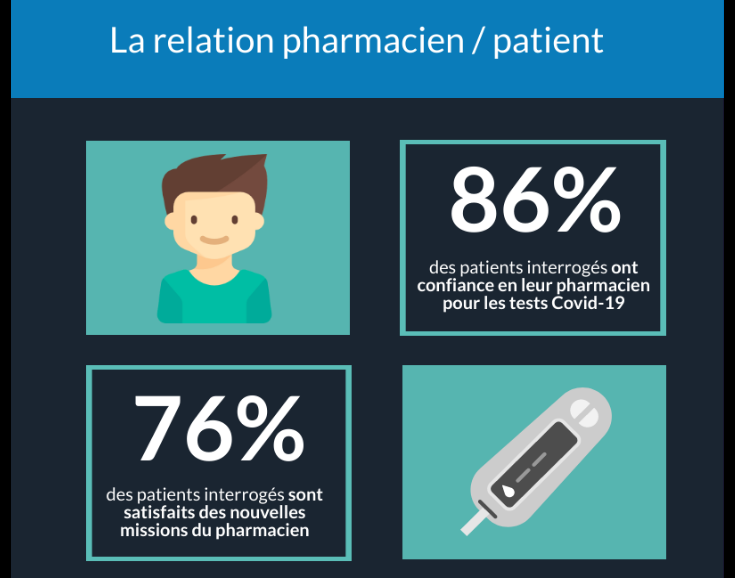 La relation pharmacien / patient
86%
des patients interrogés ont
confiance en leur pharmacien
pour les tests Covid-19
76%
des patients interrogés sont
satisfaits des nouvelles
missions du pharmacien